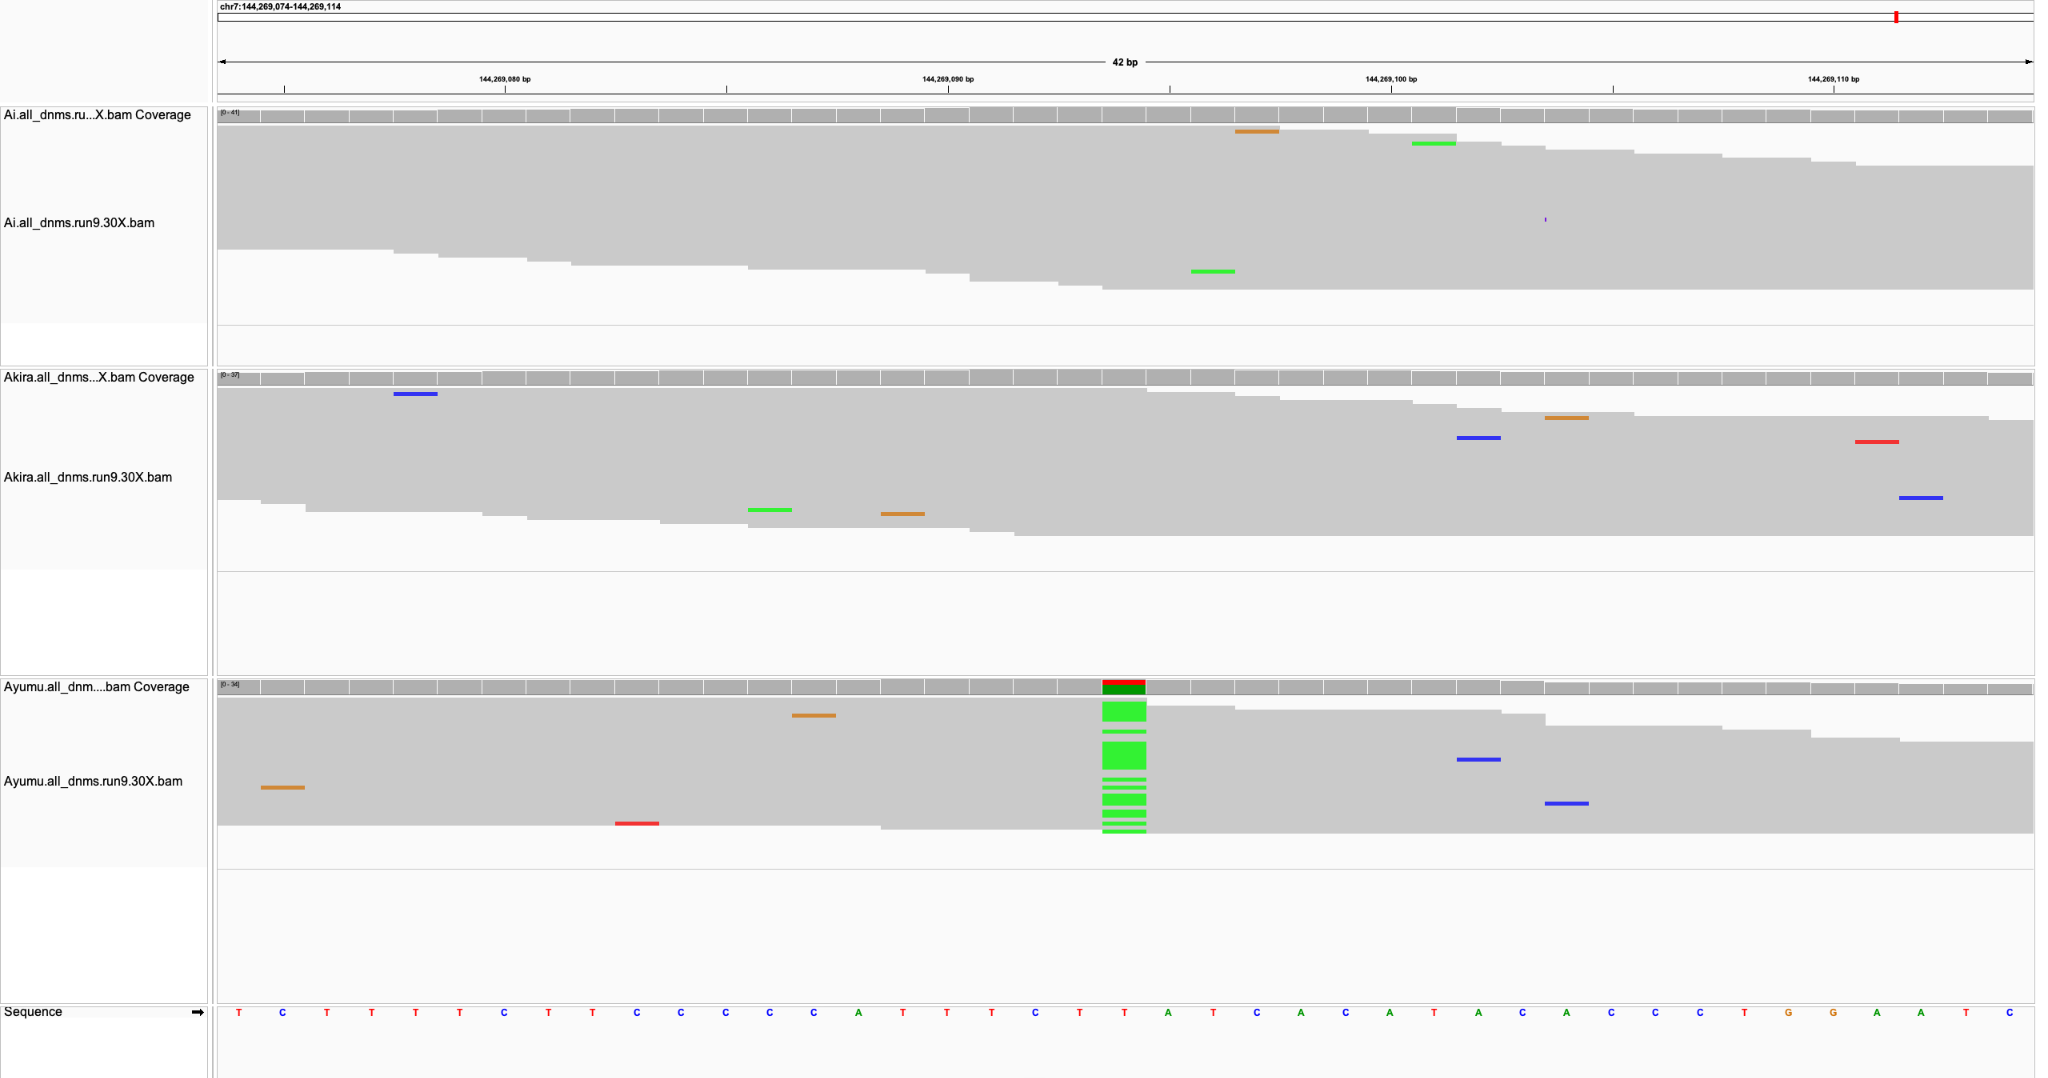 chr7:144,269,074-144,269,114
42 bp
144,269,080 bp 144,269,090 bp 144,269,100 bp 144,269,110 bp
Ai.all_dnms.ru...X.bam Coverage
[0 - 41]
Ai.all_dnms.run9.30X.bam
Akira.all_dnms...X.bam Coverage
[0 - 37]
Akira.all_dnms.run9.30X.bam
Ayumu.all_dnm....bam Coverage
[0 - 34]
Ayumu.all_dnms.run9.30X.bam
Sequence T C T T T T C T T C C C C C A T T T C T T A T C A C A T A C A C C C T G G A A T C